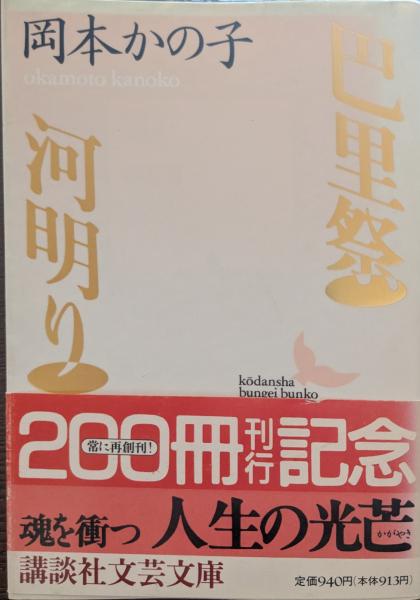 岡本かの子
okamoto kanoko
巴里祭
河明り
kōdansha
bungei bunko
200冊刊行記念
常に再創刊!
魂を衝つ 人生の光芒
かがやき
講談社文芸文庫
定価940円(本体913円)